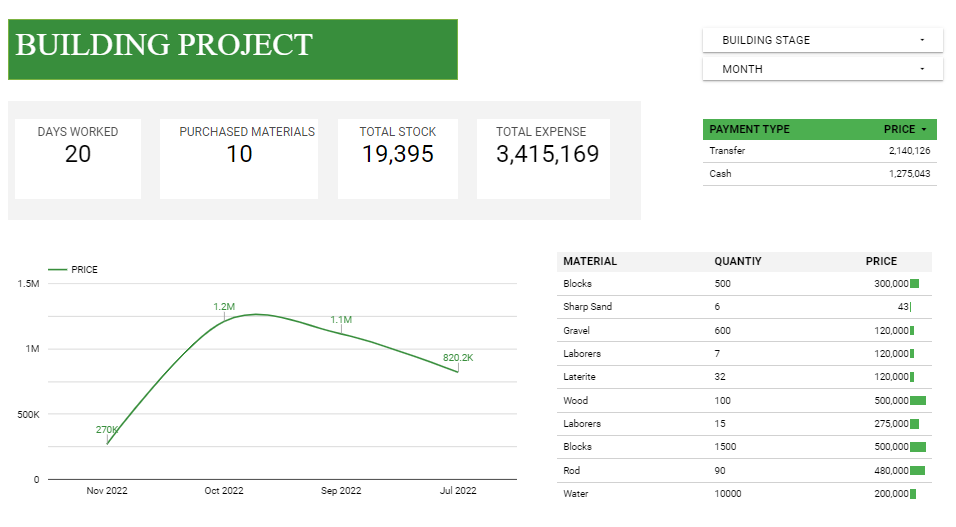 BUILDING PROJECT
BUILDING STAGE
MONTH
DAYS WORKED
20
PURCHASED MATERIALS
10
TOTAL STOCK
19,395
TOTAL EXPENSE
3,415,169
PAYMENT TYPE PRICE
Transfer 2,140,126
Cash 1,275,043
PRICE
1.5M
1M
500K
0
270K
1.2M
1.1M
820.2K
Nov 2022 Oct 2022 Sep 2022 Jul 2022
MATERIAL QUANTIY PRICE
Blocks 500 300,000
Sharp Sand 6 43
Gravel 600 120,000
Laborers 7 120,000
Laterite 32 120,000
Wood 100 500,000
Laborers 15 275,000
Blocks 1500 500,000
Rod 90 480,000
Water 10000 200,000